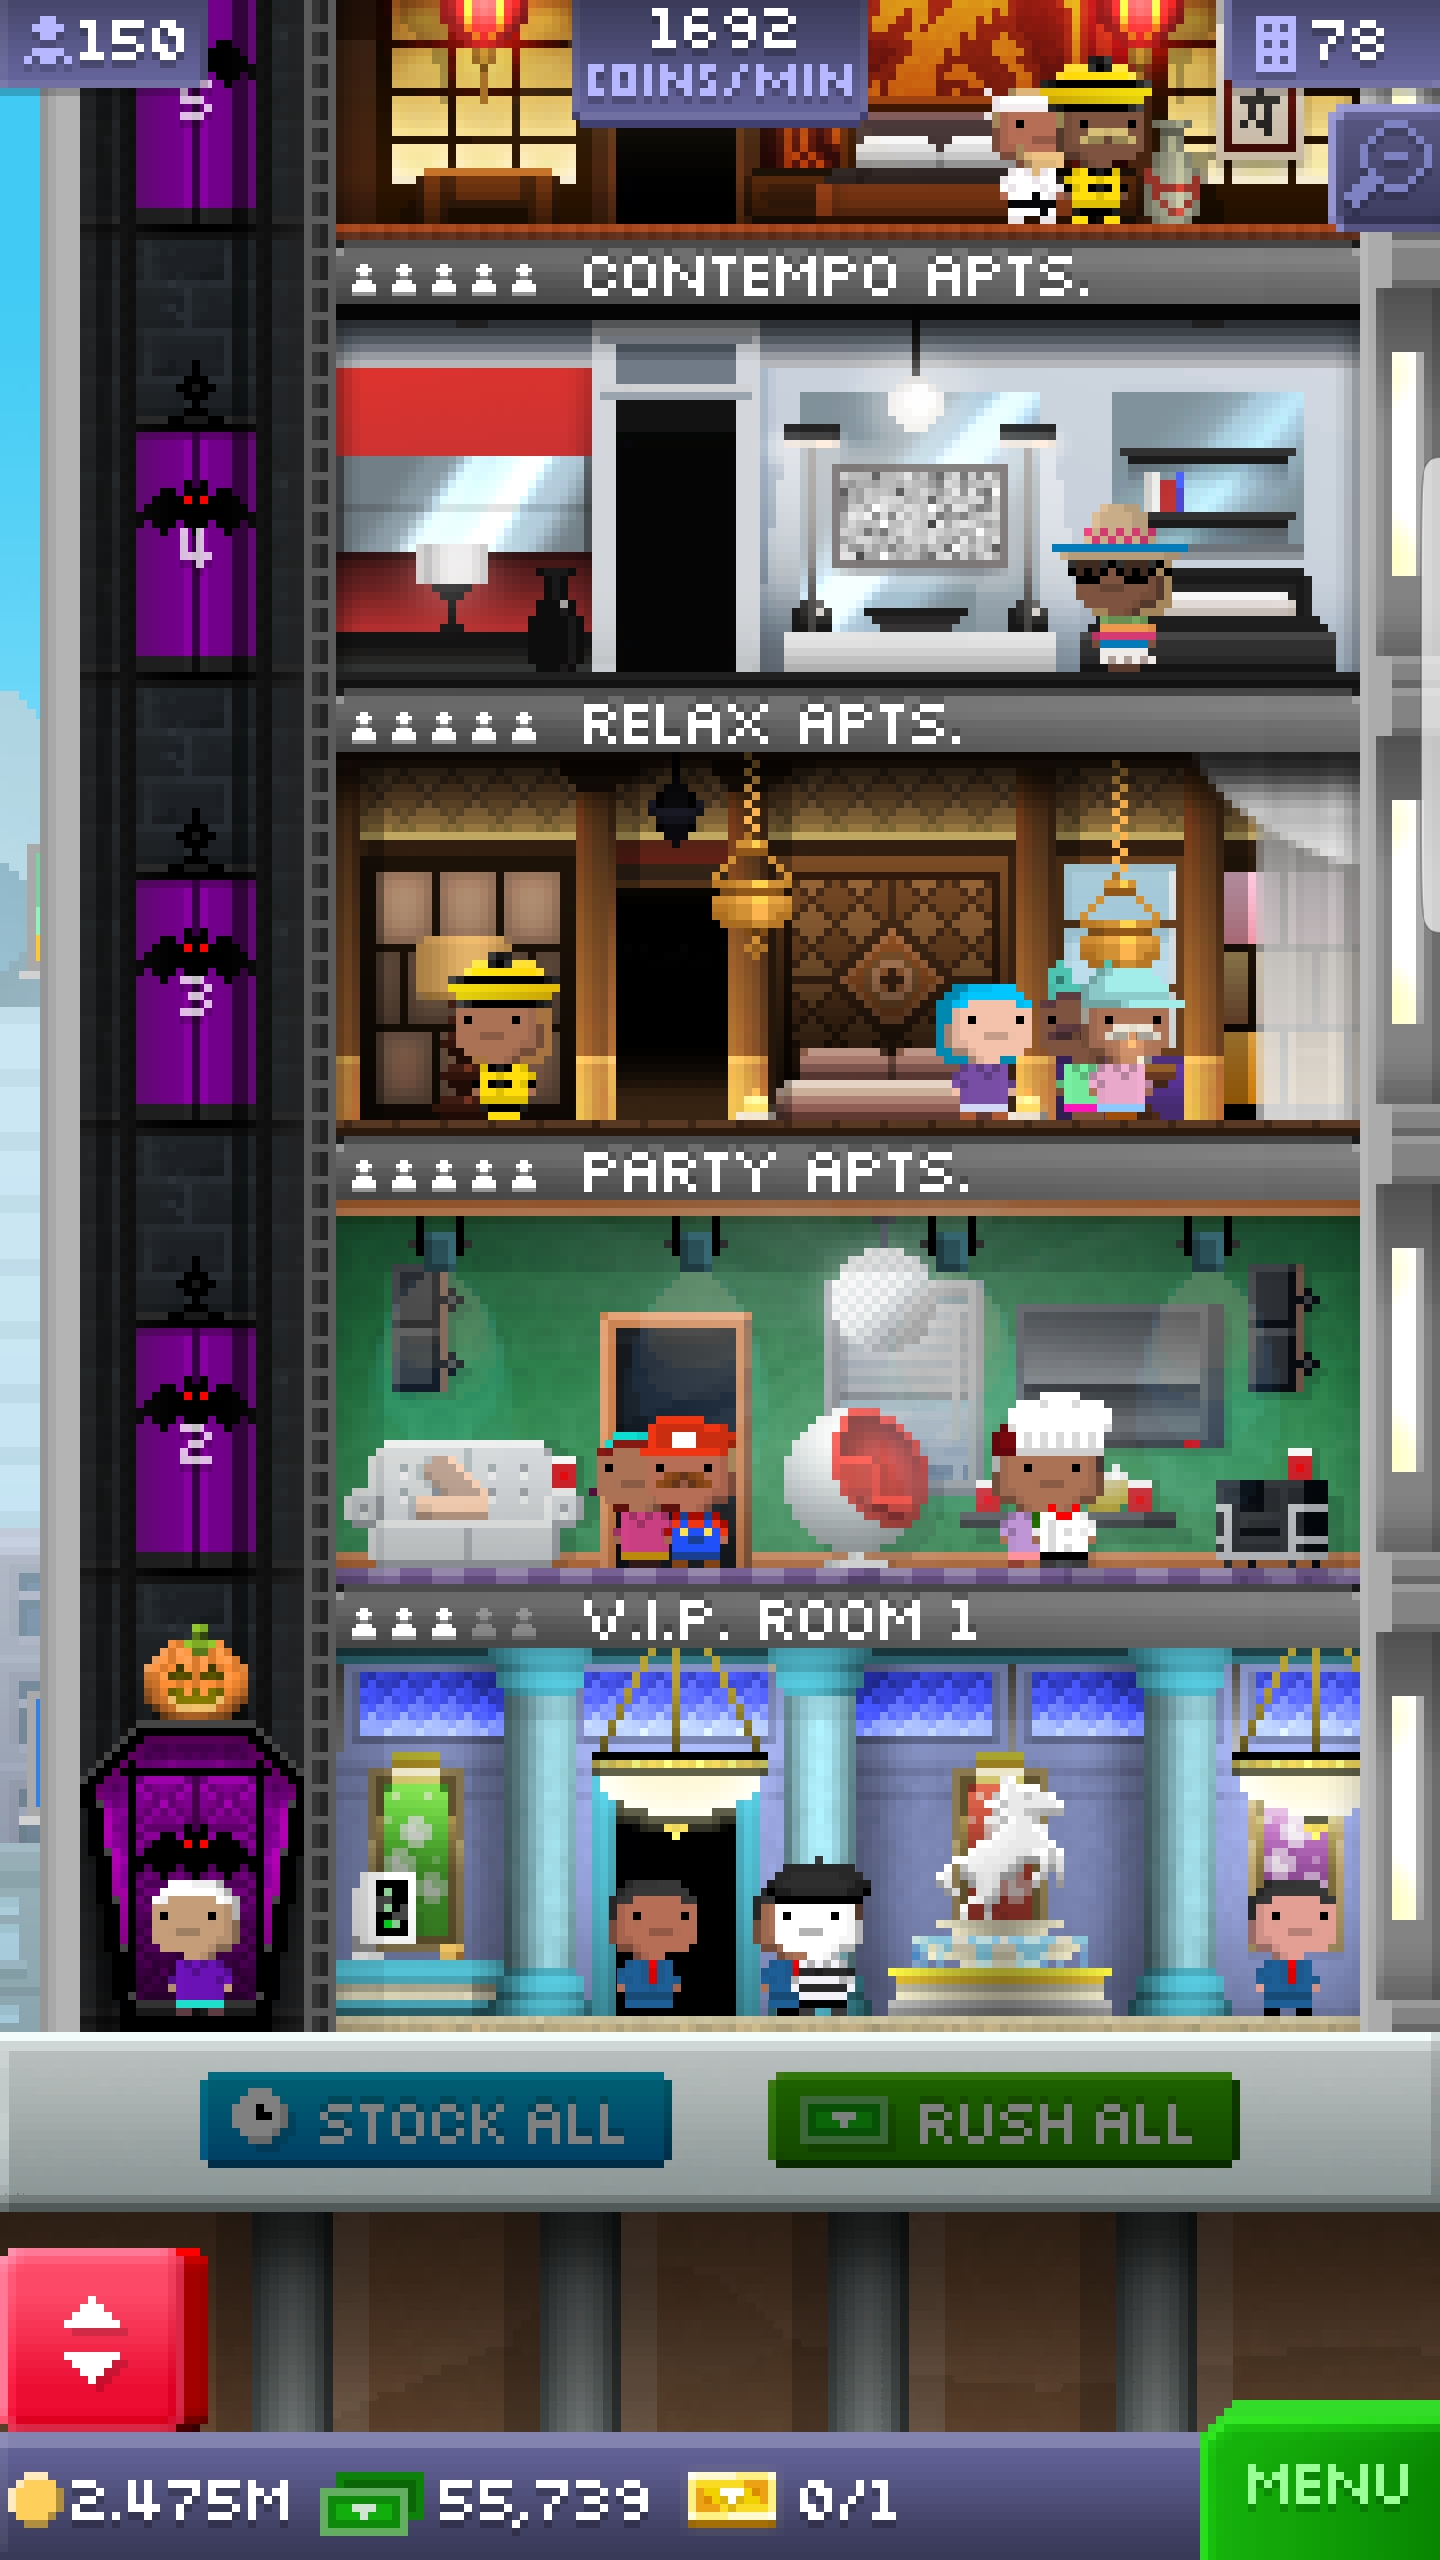 150
1692
COINS/MIN
78
5
CONTEMPO APTS.
4
RELAX APTS.
3
PARTY APTS.
2
V.I.P. ROOM 1
STOCK ALL
RUSH ALL
2.475M
55,739
0/1
MENU